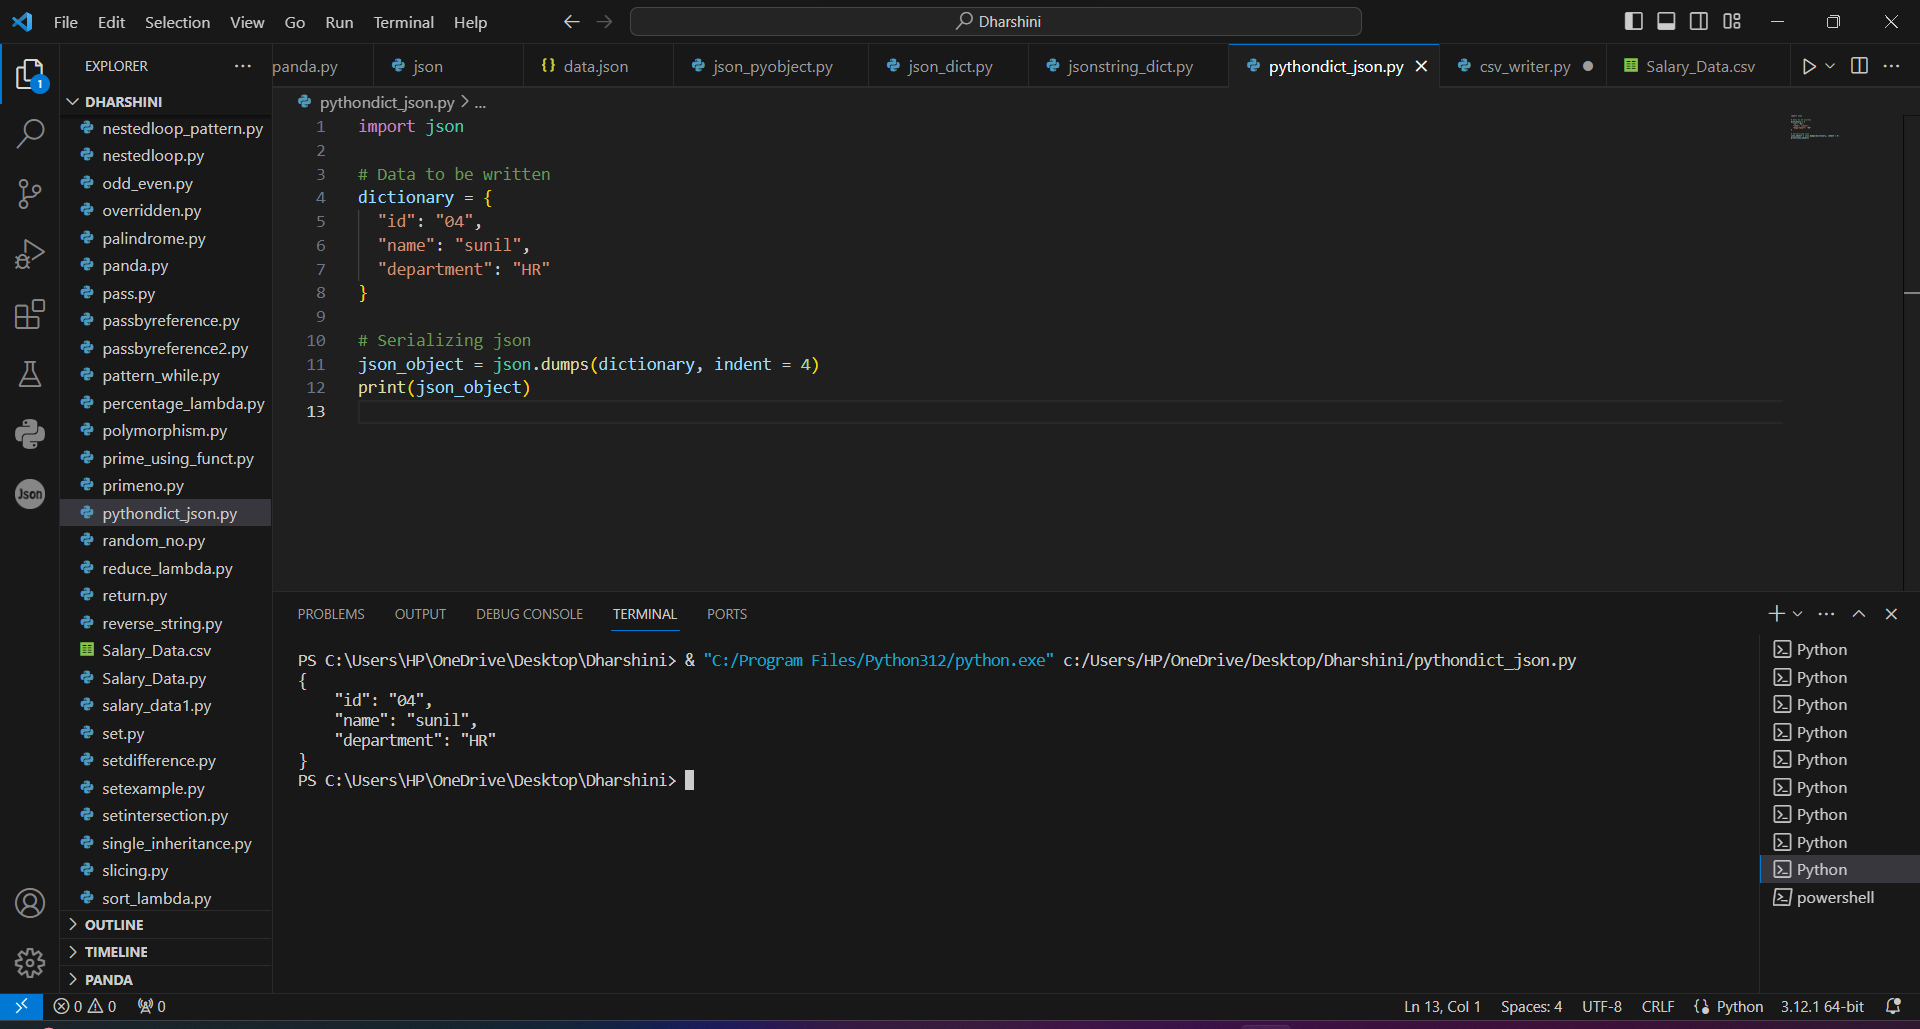 File Edit Selection View Go Run Terminal Help
Dharshini
EXPLORER
panda.py json {} data.json json_pyobject.py json_dict.py jsonstring_dict.py pythondict_json.py csv_writer.py Salary_Data.csv
1
DHARSHINI
nestedloop_pattern.py
nestedloop.py
odd_even.py
overridden.py
palindrome.py
panda.py
pass.py
passbyreference.py
passbyreference2.py
pattern_while.py
percentage_lambda.py
polymorphism.py
prime_using_funct.py
primeno.py
pythondict_json.py
random_no.py
reduce_lambda.py
return.py
reverse_string.py
Salary_Data.csv
Salary_Data.py
salary_data1.py
set.py
setdifference.py
setexample.py
setintersection.py
single_inheritance.py
slicing.py
sort_lambda.py
OUTLINE
TIMELINE
PANDA
Json
pythondict_json.py > ...
1 import json
2
3 # Data to be written
4 dictionary = {
5 "id": "04",
6 "name": "sunil",
7 "department": "HR"
8 }
9
10 # Serializing json
11 json_object = json.dumps(dictionary, indent = 4)
12 print(json_object)
13
PROBLEMS OUTPUT DEBUG CONSOLE TERMINAL PORTS
PS C:\Users\HP\OneDrive\Desktop\Dharshini> & "C:/Program Files/Python312/python.exe" c:/Users/HP/OneDrive/Desktop/Dharshini/pythondict_json.py
{
"id": "04",
"name": "sunil",
"department": "HR"
}
PS C:\Users\HP\OneDrive\Desktop\Dharshini>
Python
Python
Python
Python
Python
Python
Python
Python
Python
powershell
0 0 0 Ln 13, Col 1 Spaces: 4 UTF-8 CRLF {} Python 3.12.1 64-bit